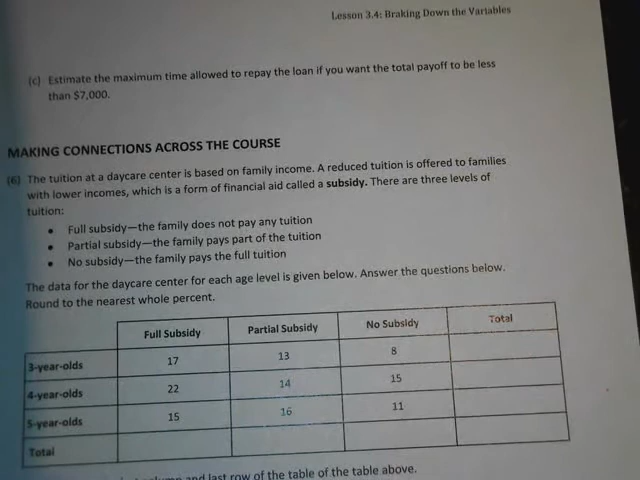 Lesson 3.4: Braking Down the Variables
(c) Estimate the maximum time allowed to repay the loan if you want the total payoff to be less
than $7,000.
MAKING CONNECTIONS ACROSS THE COURSE
(6) The tuition at a daycare center is based on family income. A reduced tuition is offered to families
with lower incomes, which is a form of financial aid called a subsidy. There are three levels of
tuition:
• Full subsidy—the family does not pay any tuition
• Partial subsidy—the family pays part of the tuition
• No subsidy—the family pays the full tuition
The data for the daycare center for each age level is given below. Answer the questions below.
Round to the nearest whole percent.
Full Subsidy Partial Subsidy No Subsidy Total
3-year-olds 17 13 8
4-year-olds 22 14 15
5-year-olds 15 16 11
Total
and last row of the table of the table above.